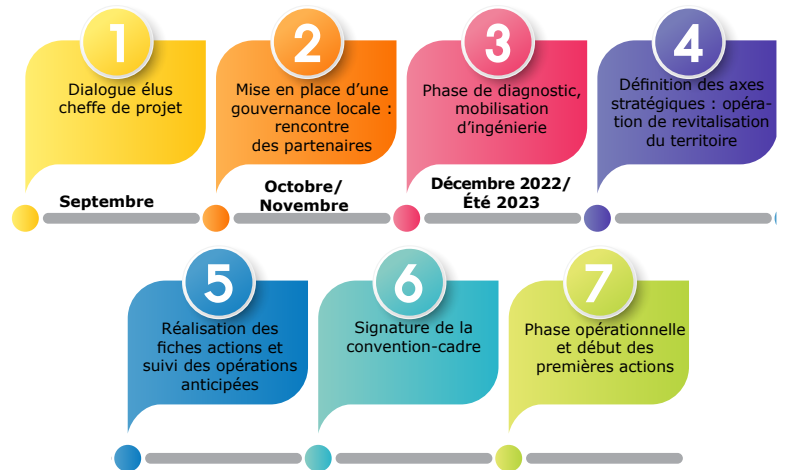 1
Dialogue élus
cheffe de projet
Septembre
2
Mise en place d’une
gouvernance locale :
rencontre
des partenaires
Octobre/
Novembre
3
Phase de diagnostic,
mobilisation
d’ingénierie
Décembre 2022/
Été 2023
4
Définition des axes
stratégiques : opéra-
tion de revitalisation
du territoire
5
Réalisation des
fiches actions et
suivi des opérations
anticipées
6
Signature de la
convention-cadre
7
Phase opérationnelle
et début des
premières actions